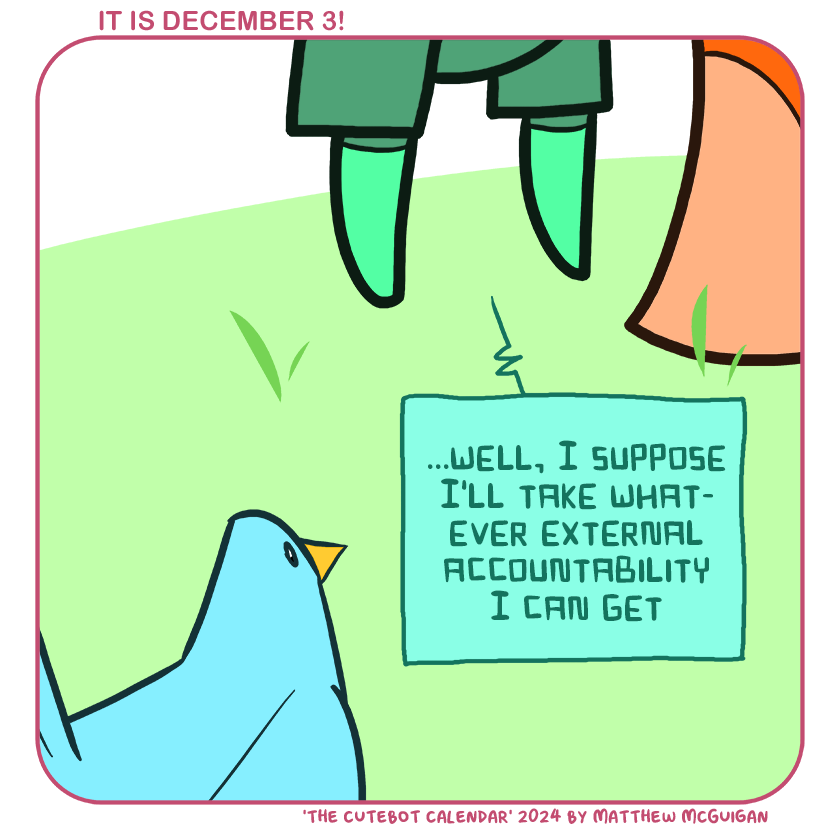 IT IS DECEMBER 3!
...WELL, I SUPPOSE
I'LL TAKE WHAT-
EVER EXTERNAL
ACCOUNTABILITY
I CAN GET
'THE CUTEBOT CALENDAR' 2024 BY MATTHEW MCGUIGAN